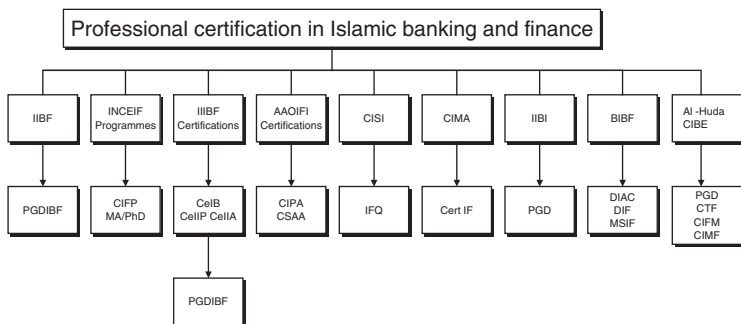 Professional certification in Islamic banking and finance
IIBF
INCEIF
Programmes
IIIBF
Certifications
AAOIFI
Certifications
CISI
CIMA
IIBI
BIBF
Al -Huda
CIBE
PGDIBF
CIFP
MA/PhD
CeIB
CeIIP CeIIA
CIPA
CSAA
IFQ
Cert IF
PGD
DIAC
DIF
MSIF
PGD
CTF
CIFM
CIMF
PGDIBF